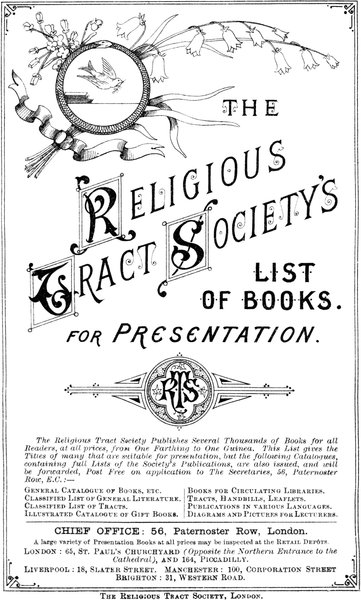 THE
RELIGIOUS
TRACT SOCIETY'S
LIST
OF BOOKS.
FOR PRESENTATION.
RTS
The Religious Tract Society Publishes Several Thousands of Books for all
Readers, at all prices, from One Farthing to One Guinea. This List gives the
Titles of many that are suitable for presentation, but the following Catalogues,
containing full Lists of the Society's Publications, are also issued, and will
be forwarded, Post Free on application to The Secretaries, 56, Paternoster
Row, E.C.:—
GENERAL CATALOGUE OF BOOKS, ETC.
CLASSIFIED LIST OF GENERAL LITERATURE.
CLASSIFIED LIST OF TRACTS.
ILLUSTRATED CATALOGUE OF GIFT BOOKS.
BOOKS FOR CIRCULATING LIBRARIES.
TRACTS, HANDBILLS, LEAFLETS.
PUBLICATIONS IN VARIOUS LANGUAGES.
DIAGRAMS AND PICTURES FOR LECTURERS.
CHIEF OFFICE: 56, Paternoster Row, London.
A large variety of Presentation Books at all prices may be inspected at the RETAIL DEPÔTS.
LONDON: 65, ST. PAUL'S CHURCHYARD (Opposite the Northern Entrance to the
Cathedral), AND 164, PICCADILLY.
LIVERPOOL: 18, SLATER STREET. MANCHESTER: 100, CORPORATION STREET
BRIGHTON: 31, WESTERN ROAD.
THE RELIGIOUS TRACT SOCIETY, LONDON.